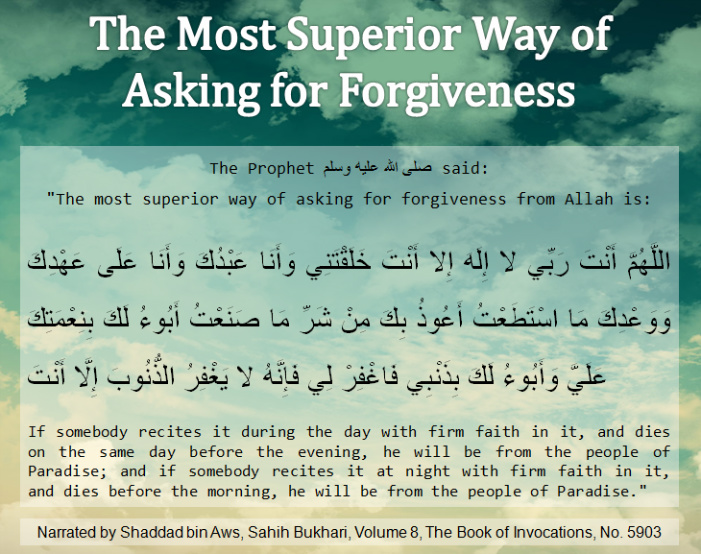 The Most Superior Way of
Asking for Forgiveness
The Prophet صلى الله عليه وسلم said:
"The most superior way of asking for forgiveness from Allah is:
اللَّهُمَّ أَنْتَ رَبِّي لا إِلَه إِلا أَنْتَ خَلَقْتَنِي وَأَنَا عَبْدُكَ وَأَنَا عَلَى عَهْدِكَ
وَوَعْدِكَ مَا اسْتَطَعْتُ أَعُوذُ بِكَ مِنْ شَرِّ مَا صَنَعْتُ أَبُوءُ لَكَ بِنِعْمَتِكَ
علَيَّ وَأَبُوءُ لَكَ بِذَنْبِي فَاغْفِرْ لِي فَإِنَّهُ لا يَغْفِرُ الذُّنُوبَ إِلَّا أَنْتَ
If somebody recites it during the day with firm faith in it, and dies
on the same day before the evening, he will be from the people of
Paradise; and if somebody recites it at night with firm faith in it,
and dies before the morning, he will be from the people of Paradise."
Narrated by Shaddad bin Aws, Sahih Bukhari, Volume 8, The Book of Invocations, No. 5903